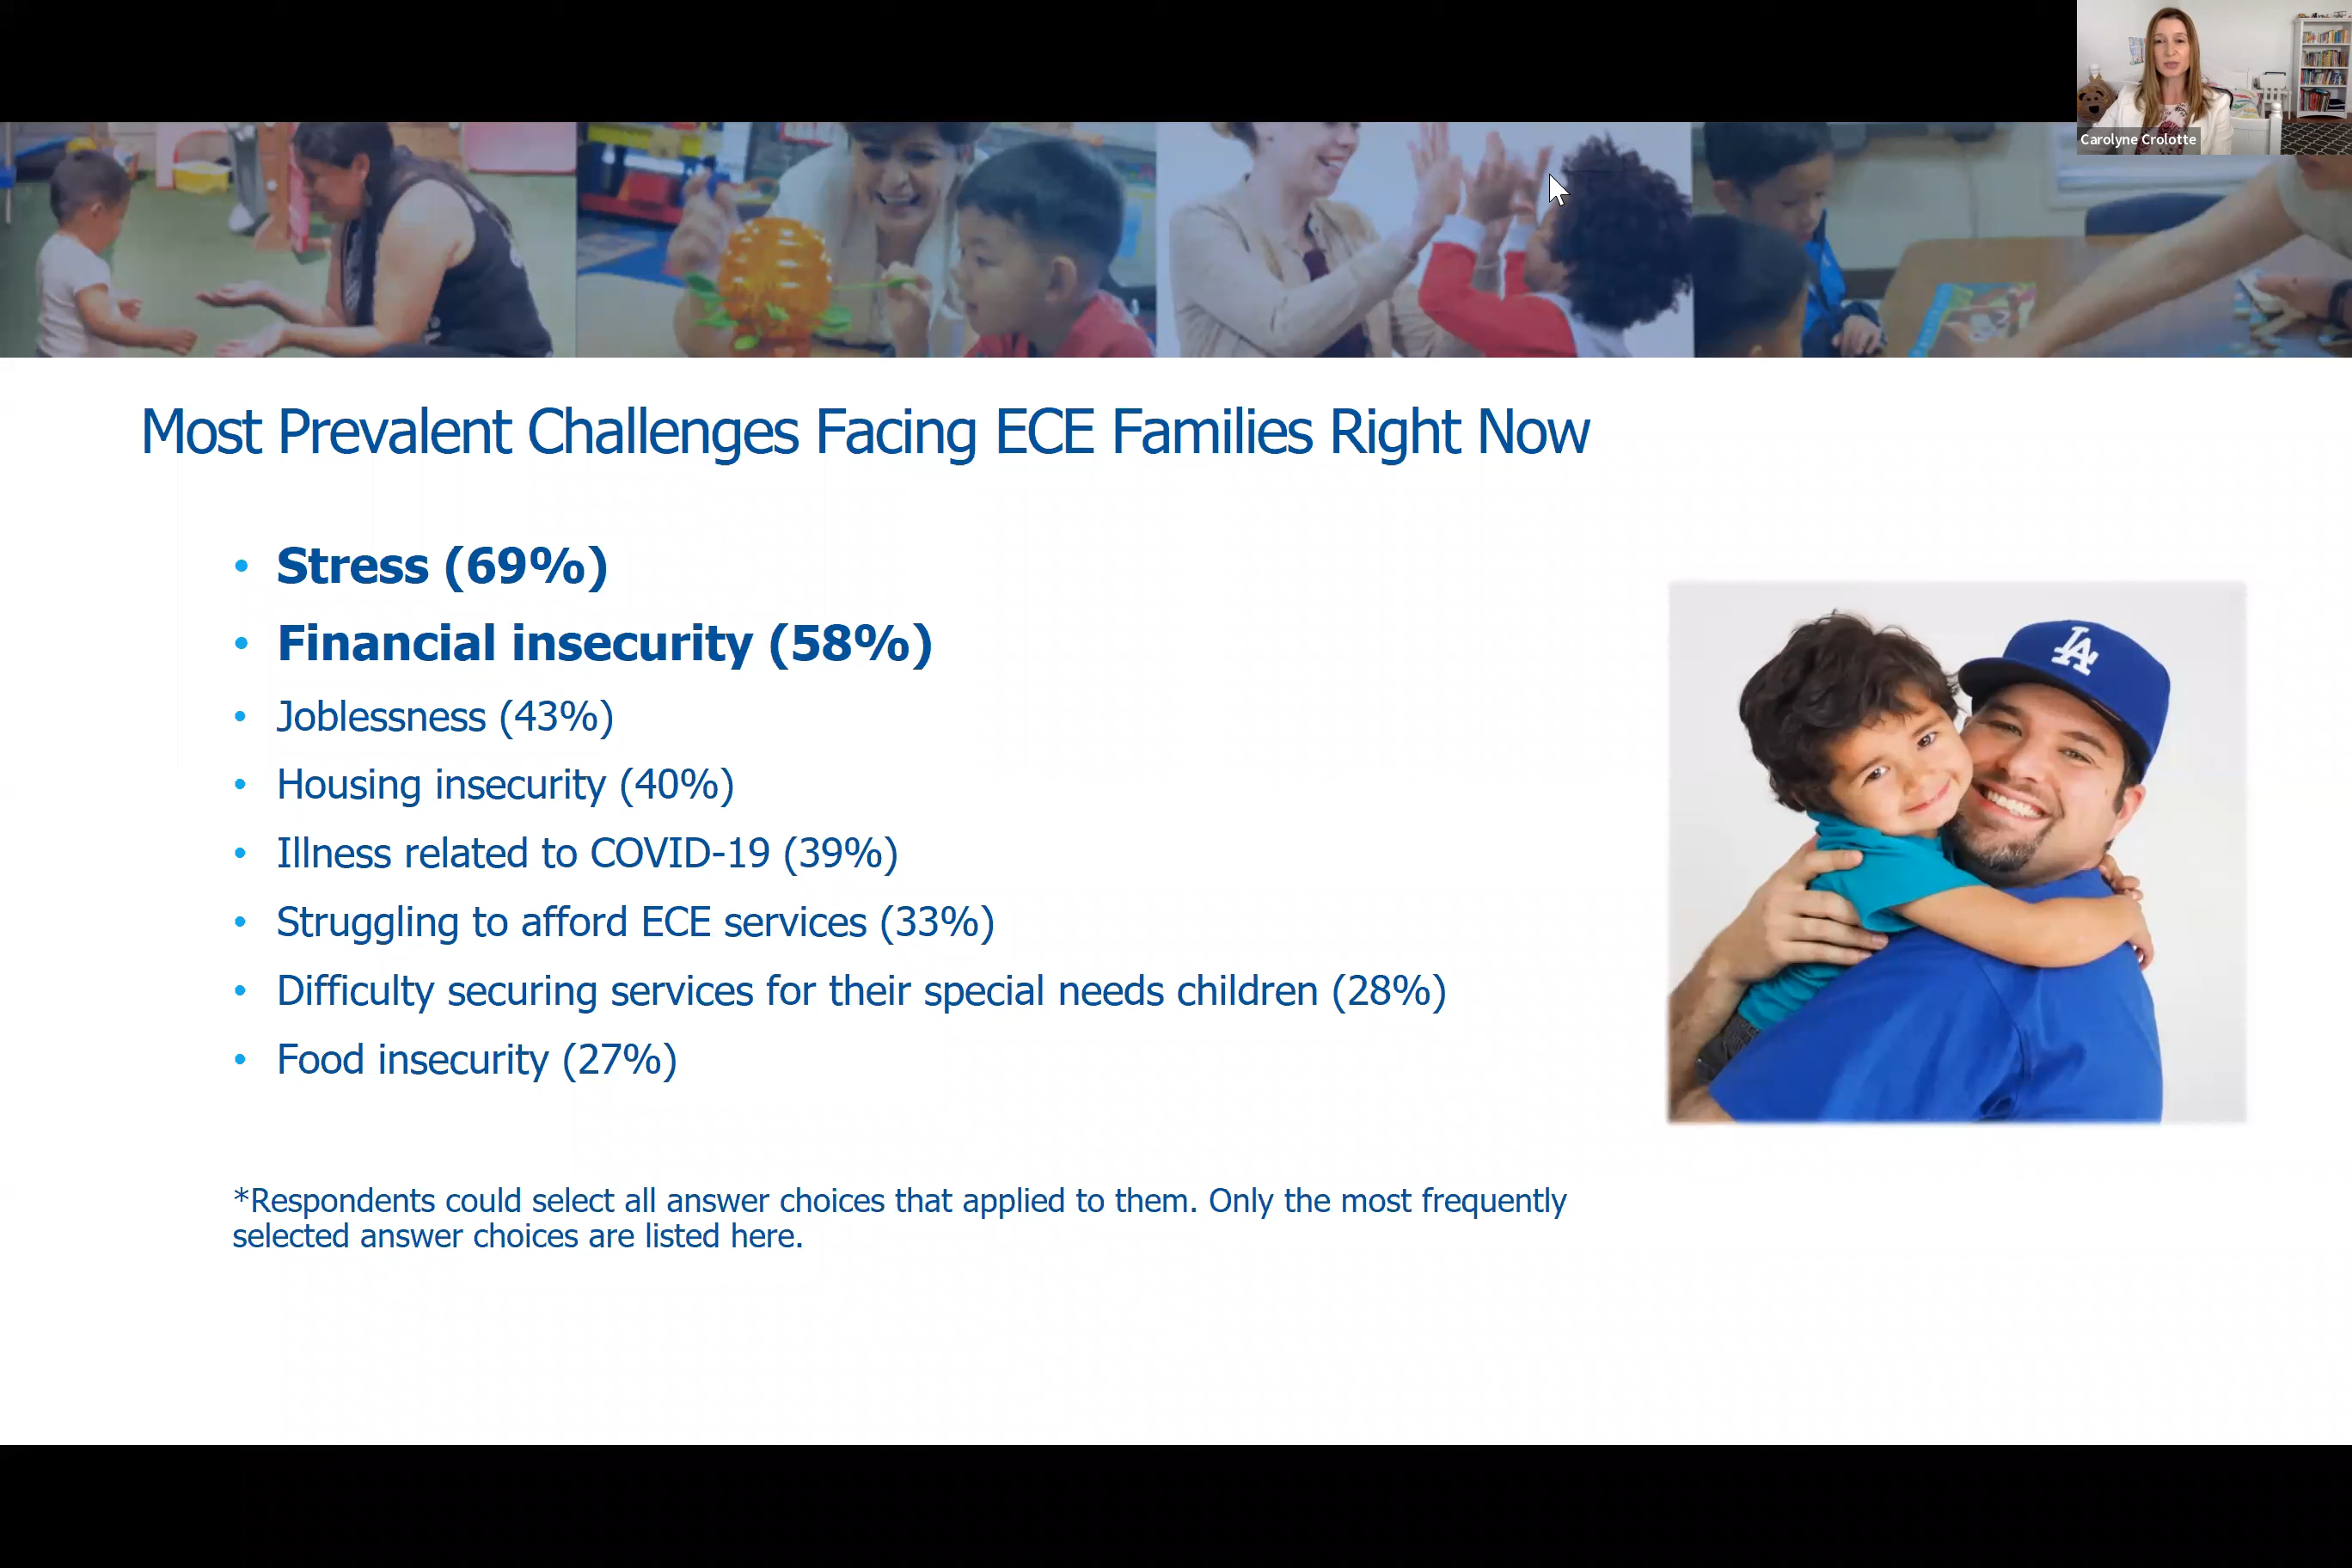 Carolyne Crolotte
LA
Most Prevalent Challenges Facing ECE Families Right Now
• Stress (69%)
• Financial insecurity (58%)
• Joblessness (43%)
• Housing insecurity (40%)
• Illness related to COVID-19 (39%)
• Struggling to afford ECE services (33%)
• Difficulty securing services for their special needs children (28%)
• Food insecurity (27%)
*Respondents could select all answer choices that applied to them. Only the most frequently
selected answer choices are listed here.